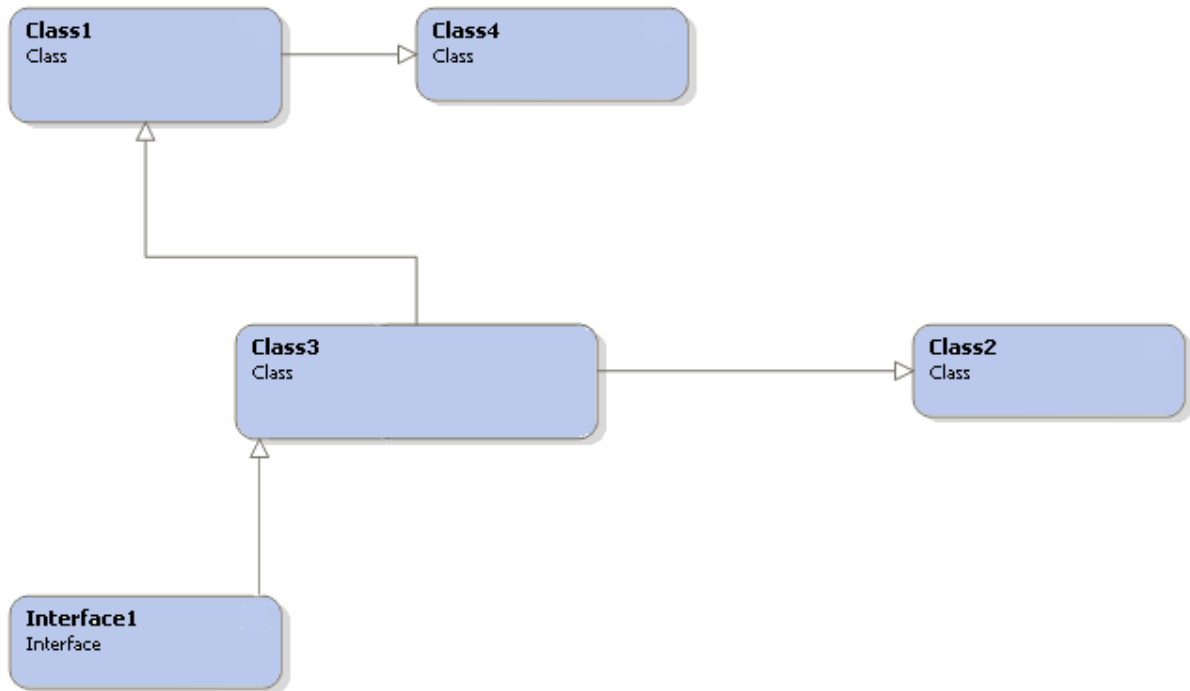 Class1
Class
Class4
Class
Class3
Class
Class2
Class
Interface1
Interface